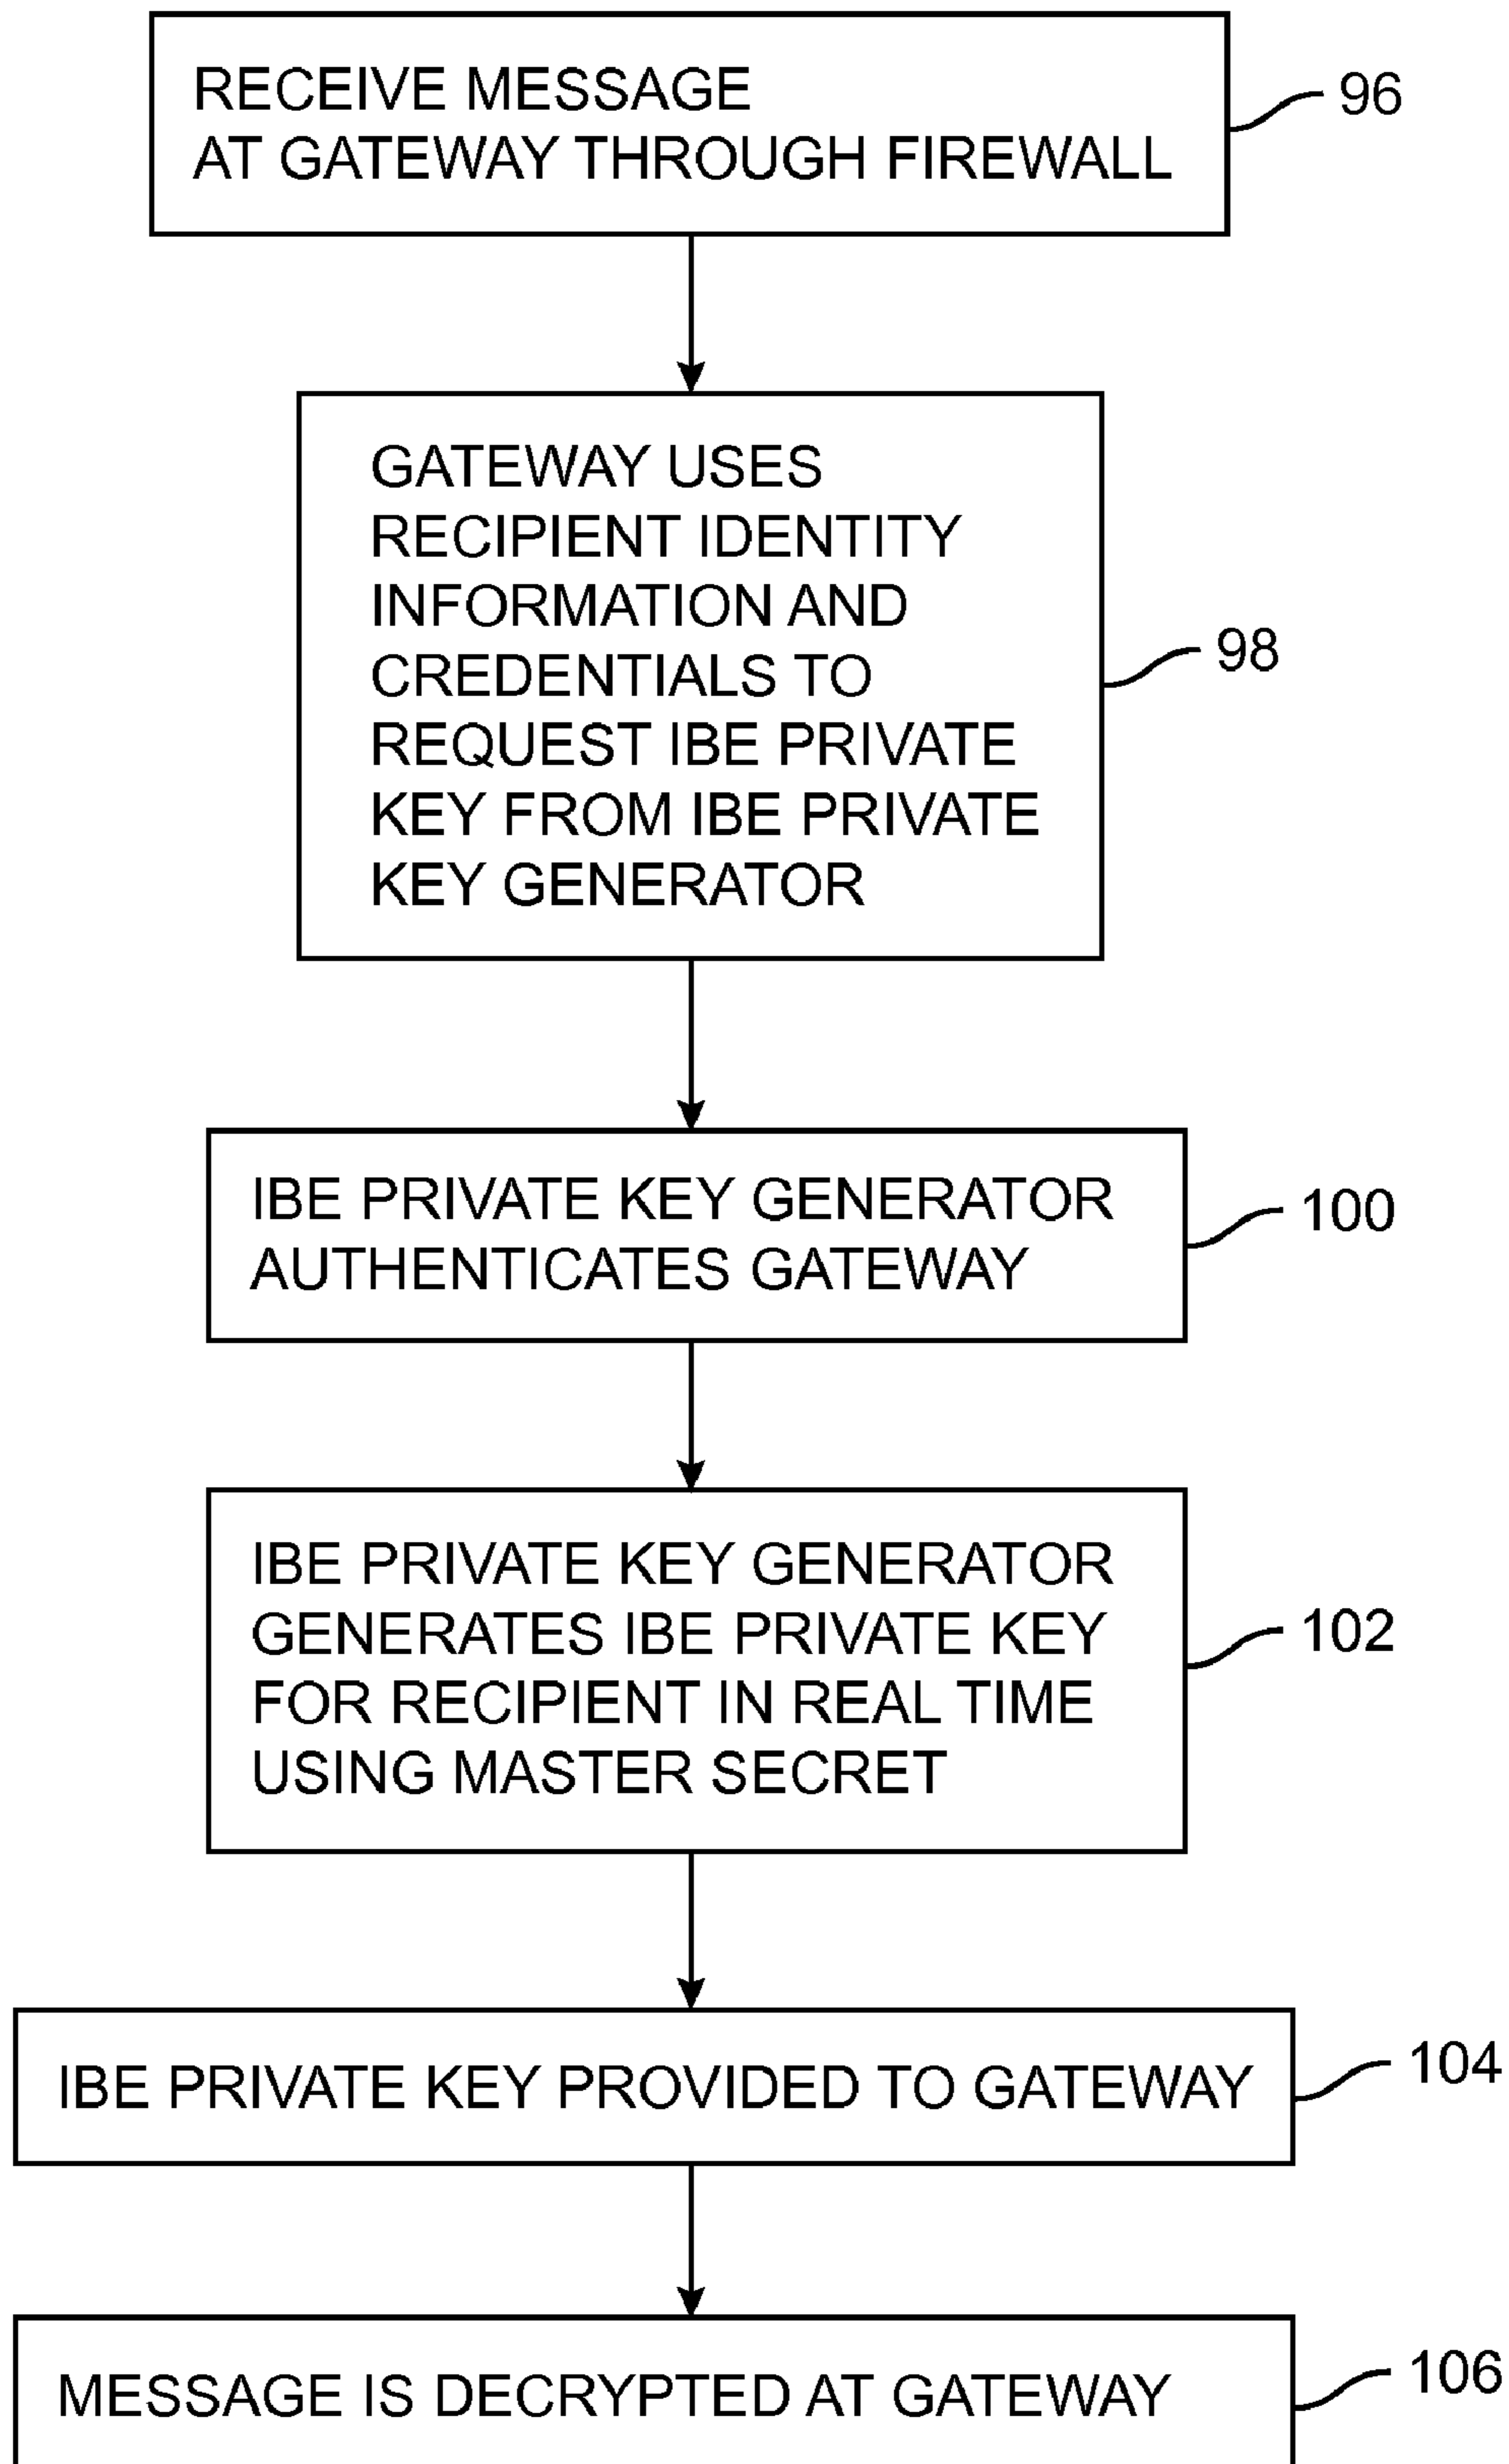 RECEIVE MESSAGE
AT GATEWAY THROUGH FIREWALL
96
GATEWAY USES
RECIPIENT IDENTITY
INFORMATION AND
CREDENTIALS TO
REQUEST IBE PRIVATE
KEY FROM IBE PRIVATE
KEY GENERATOR
98
IBE PRIVATE KEY GENERATOR
AUTHENTICATES GATEWAY
100
IBE PRIVATE KEY GENERATOR
GENERATES IBE PRIVATE KEY
FOR RECIPIENT IN REAL TIME
USING MASTER SECRET
102
IBE PRIVATE KEY PROVIDED TO GATEWAY
104
MESSAGE IS DECRYPTED AT GATEWAY
106